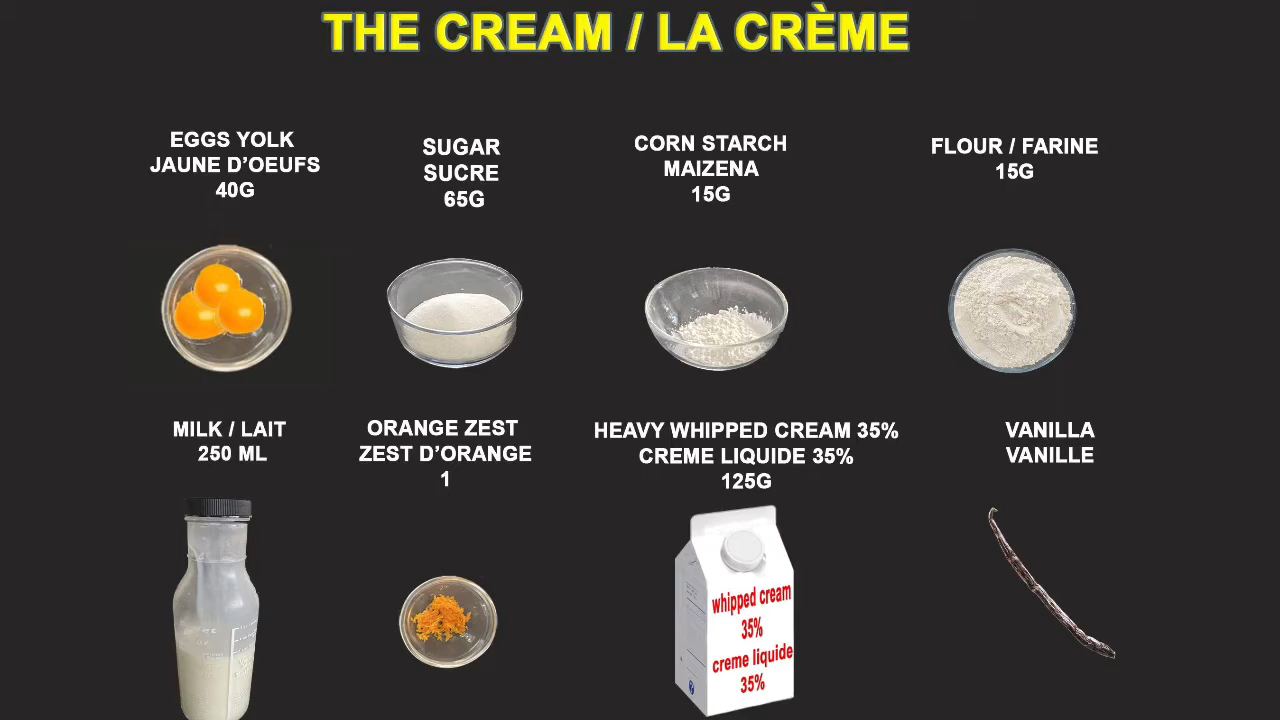 THE CREAM / LA CRÈME
EGGS YOLK
JAUNE D'OEUFS
40G
SUGAR
SUCRE
65G
CORN STARCH
MAIZENA
15G
FLOUR / FARINE
15G
MILK / LAIT
250 ML
ORANGE ZEST
ZEST D'ORANGE
1
HEAVY WHIPPED CREAM 35%
CREME LIQUIDE 35%
125G
VANILLA
VANILLE
whipped cream
35%
creme liquide
35%